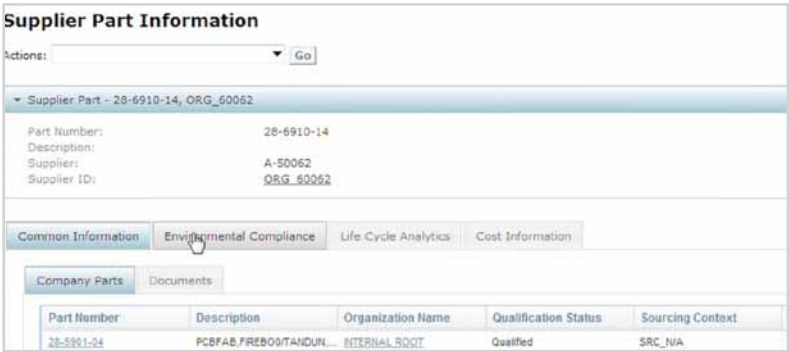 Supplier Part Information
Actions: Go
Supplier Part - 28-6910-14, ORG_60062
Part Number: 28-6910-14
Description:
Supplier: A-50062
Supplier ID: ORG_60062
Common Information Environmental Compliance Life Cycle Analytics Cost Information
Company Parts Documents
Part Number Description Organization Name Qualification Status Sourcing Context
28-5901-04 PCBFAB,FIREBOO/TANDUN... INTERNAL ROOT Qualified SRC_N/A